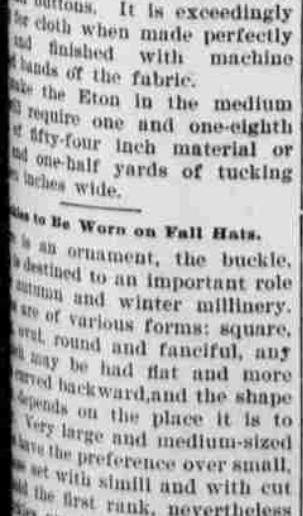 buttons. It is exceedingly
cloth when made perfectly
finished with machine
bands of the fabric.
the Eton in the medium
require one and one-eighth
fifty-four inch material or
one-half yards of tucking
inches wide.
to Be Worn on Fall Hats.
is an ornament, the buckle,
destined to an important role
autumn and winter millinery.
are of various forms: square,
oval, round and fanciful, any
may be had flat and more
curved backward,and the shape
depends on the place it is to
Very large and medium-sized
have the preference over small,
set with simili and with cut
the first rank, nevertheless